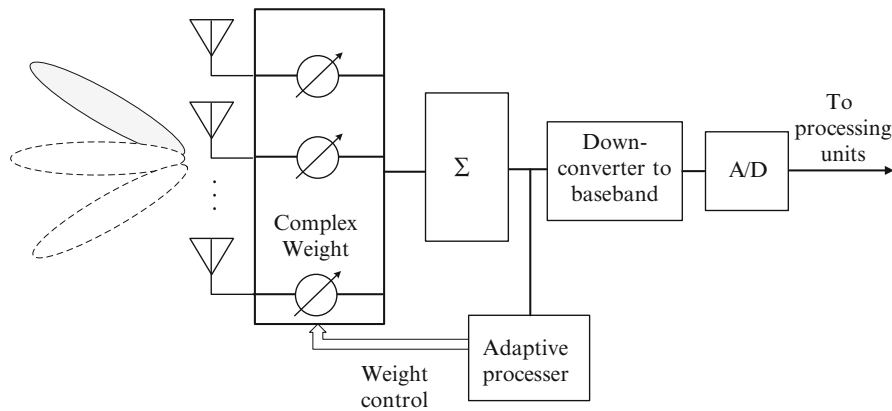 Complex
Weight
Σ
Down-
converter to
baseband
A/D
To
processing
units
Adaptive
processer
Weight
control